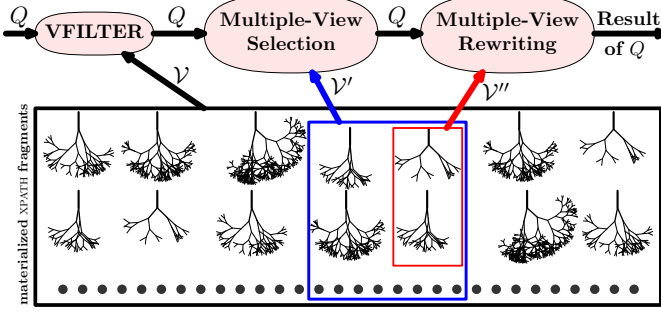 Q
VFILTER
Q
Multiple-View
Selection
Q
Multiple-View
Rewriting
Result
of Q
𝒱
𝒱′
𝒱″
materialized XPATH fragments